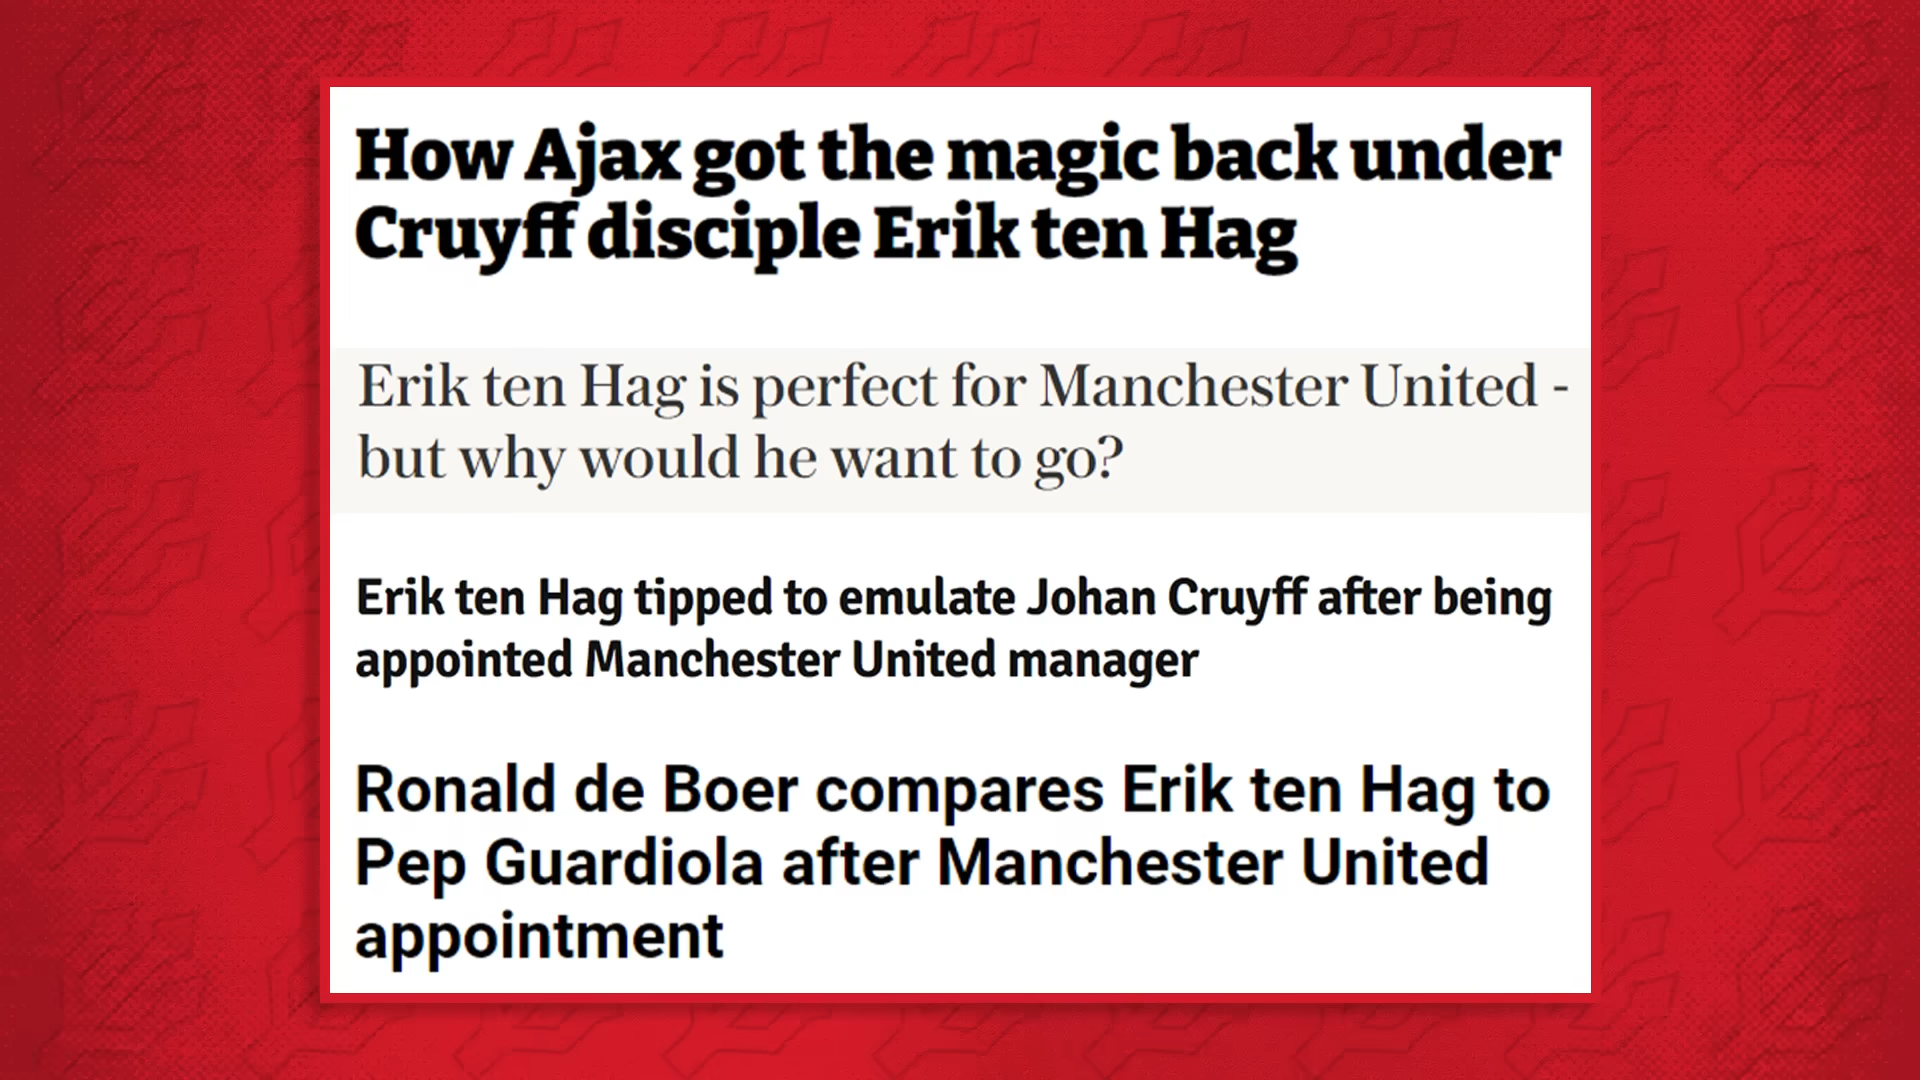 How Ajax got the magic back under
Cruyff disciple Erik ten Hag
Erik ten Hag is perfect for Manchester United -
but why would he want to go?
Erik ten Hag tipped to emulate Johan Cruyff after being
appointed Manchester United manager
Ronald de Boer compares Erik ten Hag to
Pep Guardiola after Manchester United
appointment